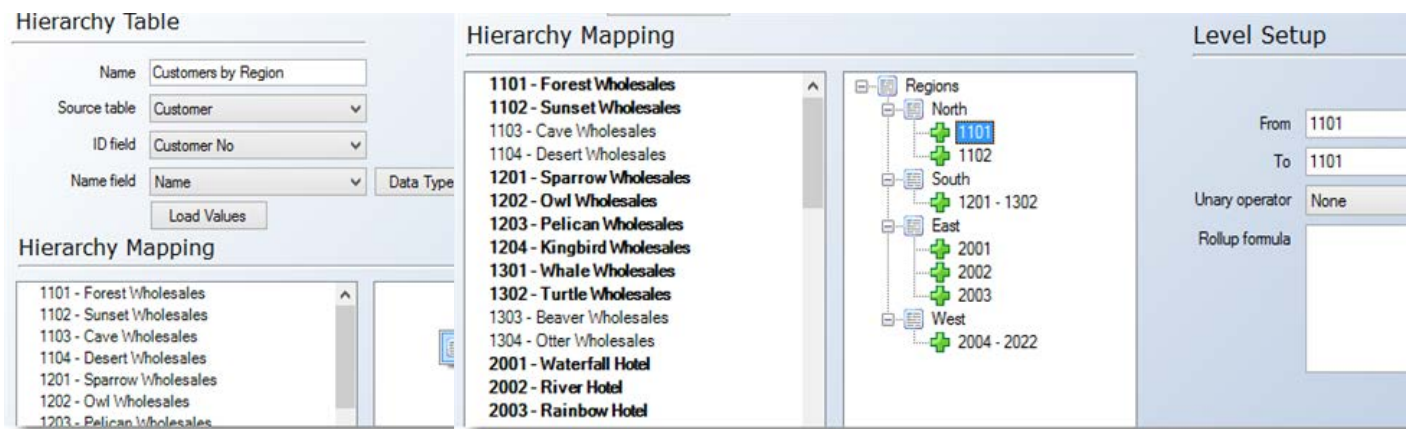 Hierarchy Table
Name Customers by Region
Source table Customer
ID field Customer No
Name field Name Data Type
Load Values
Hierarchy Mapping
1101 - Forest Wholesales
1102 - Sunset Wholesales
1103 - Cave Wholesales
1104 - Desert Wholesales
1201 - Sparrow Wholesales
1202 - Owl Wholesales
1203 - Pelican Wholesales
Hierarchy Mapping
1101 - Forest Wholesales
1102 - Sunset Wholesales
1103 - Cave Wholesales
1104 - Desert Wholesales
1201 - Sparrow Wholesales
1202 - Owl Wholesales
1203 - Pelican Wholesales
1204 - Kingbird Wholesales
1301 - Whale Wholesales
1302 - Turtle Wholesales
1303 - Beaver Wholesales
1304 - Otter Wholesales
2001 - Waterfall Hotel
2002 - River Hotel
2003 - Rainbow Hotel
Regions
North
1101
1102
South
1201 - 1302
East
2001
2002
2003
West
2004 - 2022
Level Setup
From 1101
To 1101
Unary operator None
Rollup formula